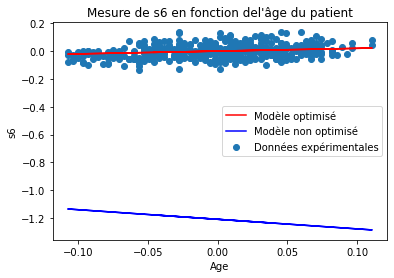 Mesure de s6 en fonction del'âge du patient
0.2
0.0
−0.2
−0.4
−0.6
−0.8
−1.0
−1.2
s6
Modèle optimisé
Modèle non optimisé
Données expérimentales
−0.10
−0.05
0.00
0.05
0.10
Age